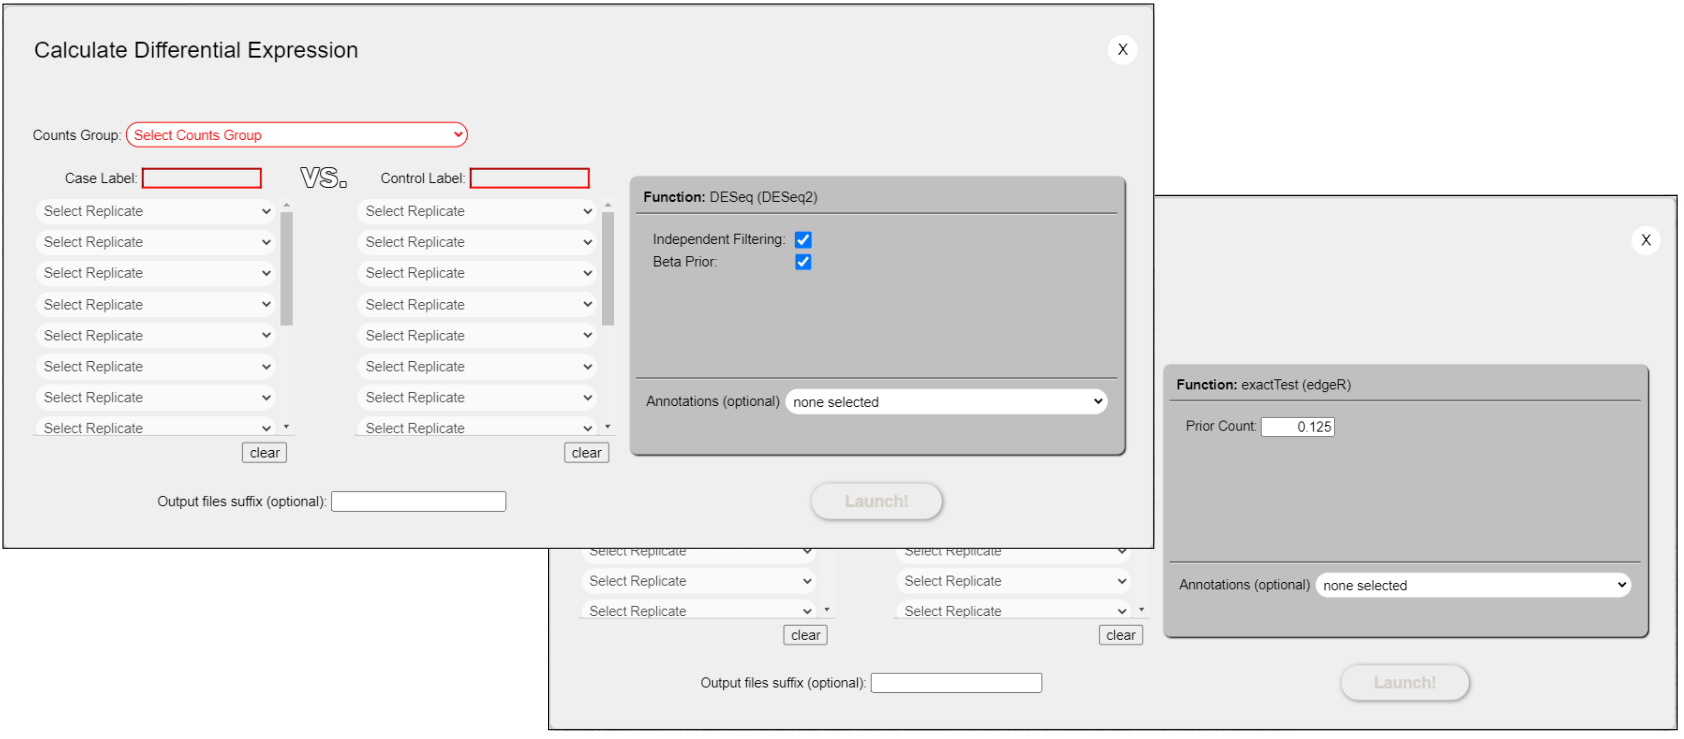 Calculate Differential Expression
X
Counts Group: Select Counts Group
Case Label:
VS.
Control Label:
Select Replicate
Select Replicate
Select Replicate
Select Replicate
Select Replicate
Select Replicate
Select Replicate
Select Replicate
clear
Select Replicate
Select Replicate
Select Replicate
Select Replicate
Select Replicate
Select Replicate
Select Replicate
Select Replicate
clear
Function: DESeq (DESeq2)
Independent Filtering:
Beta Prior:
Annotations (optional) none selected
Output files suffix (optional):
Launch!
X
Function: exactTest (edgeR)
Prior Count: 0.125
Annotations (optional) none selected
Select Replicate
Select Replicate
Select Replicate
clear
Select Replicate
Select Replicate
Select Replicate
clear
Output files suffix (optional):
Launch!